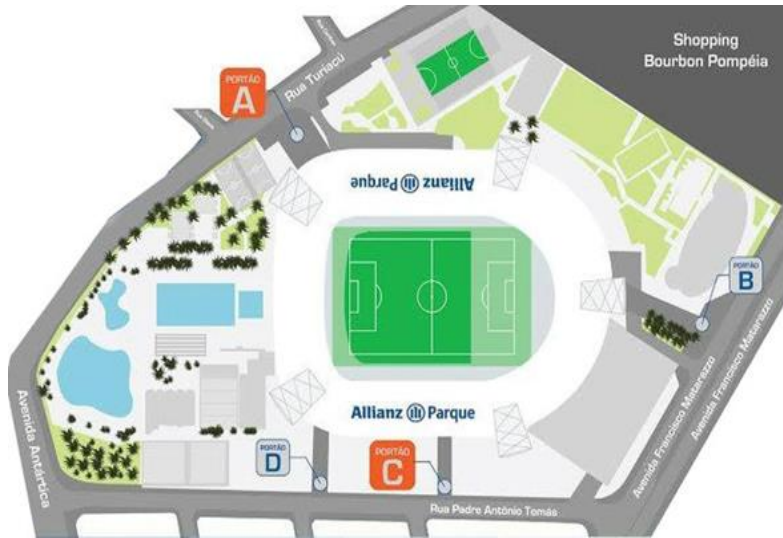 Shopping
Bourbon Pompéia
Rua Turiaçú
PORTÃO
A
Allianz Parque
PORTÃO
B
Avenida Francisco Matarazzo
Avenida Francisco Matarazzo
Allianz Parque
PORTÃO
D
PORTÃO
C
Avenida Antártica
Rua Padre Antônio Tomás